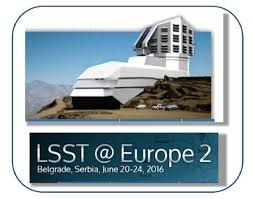 LSST @ Europe 2
Belgrade, Serbia, June 20-24, 2016